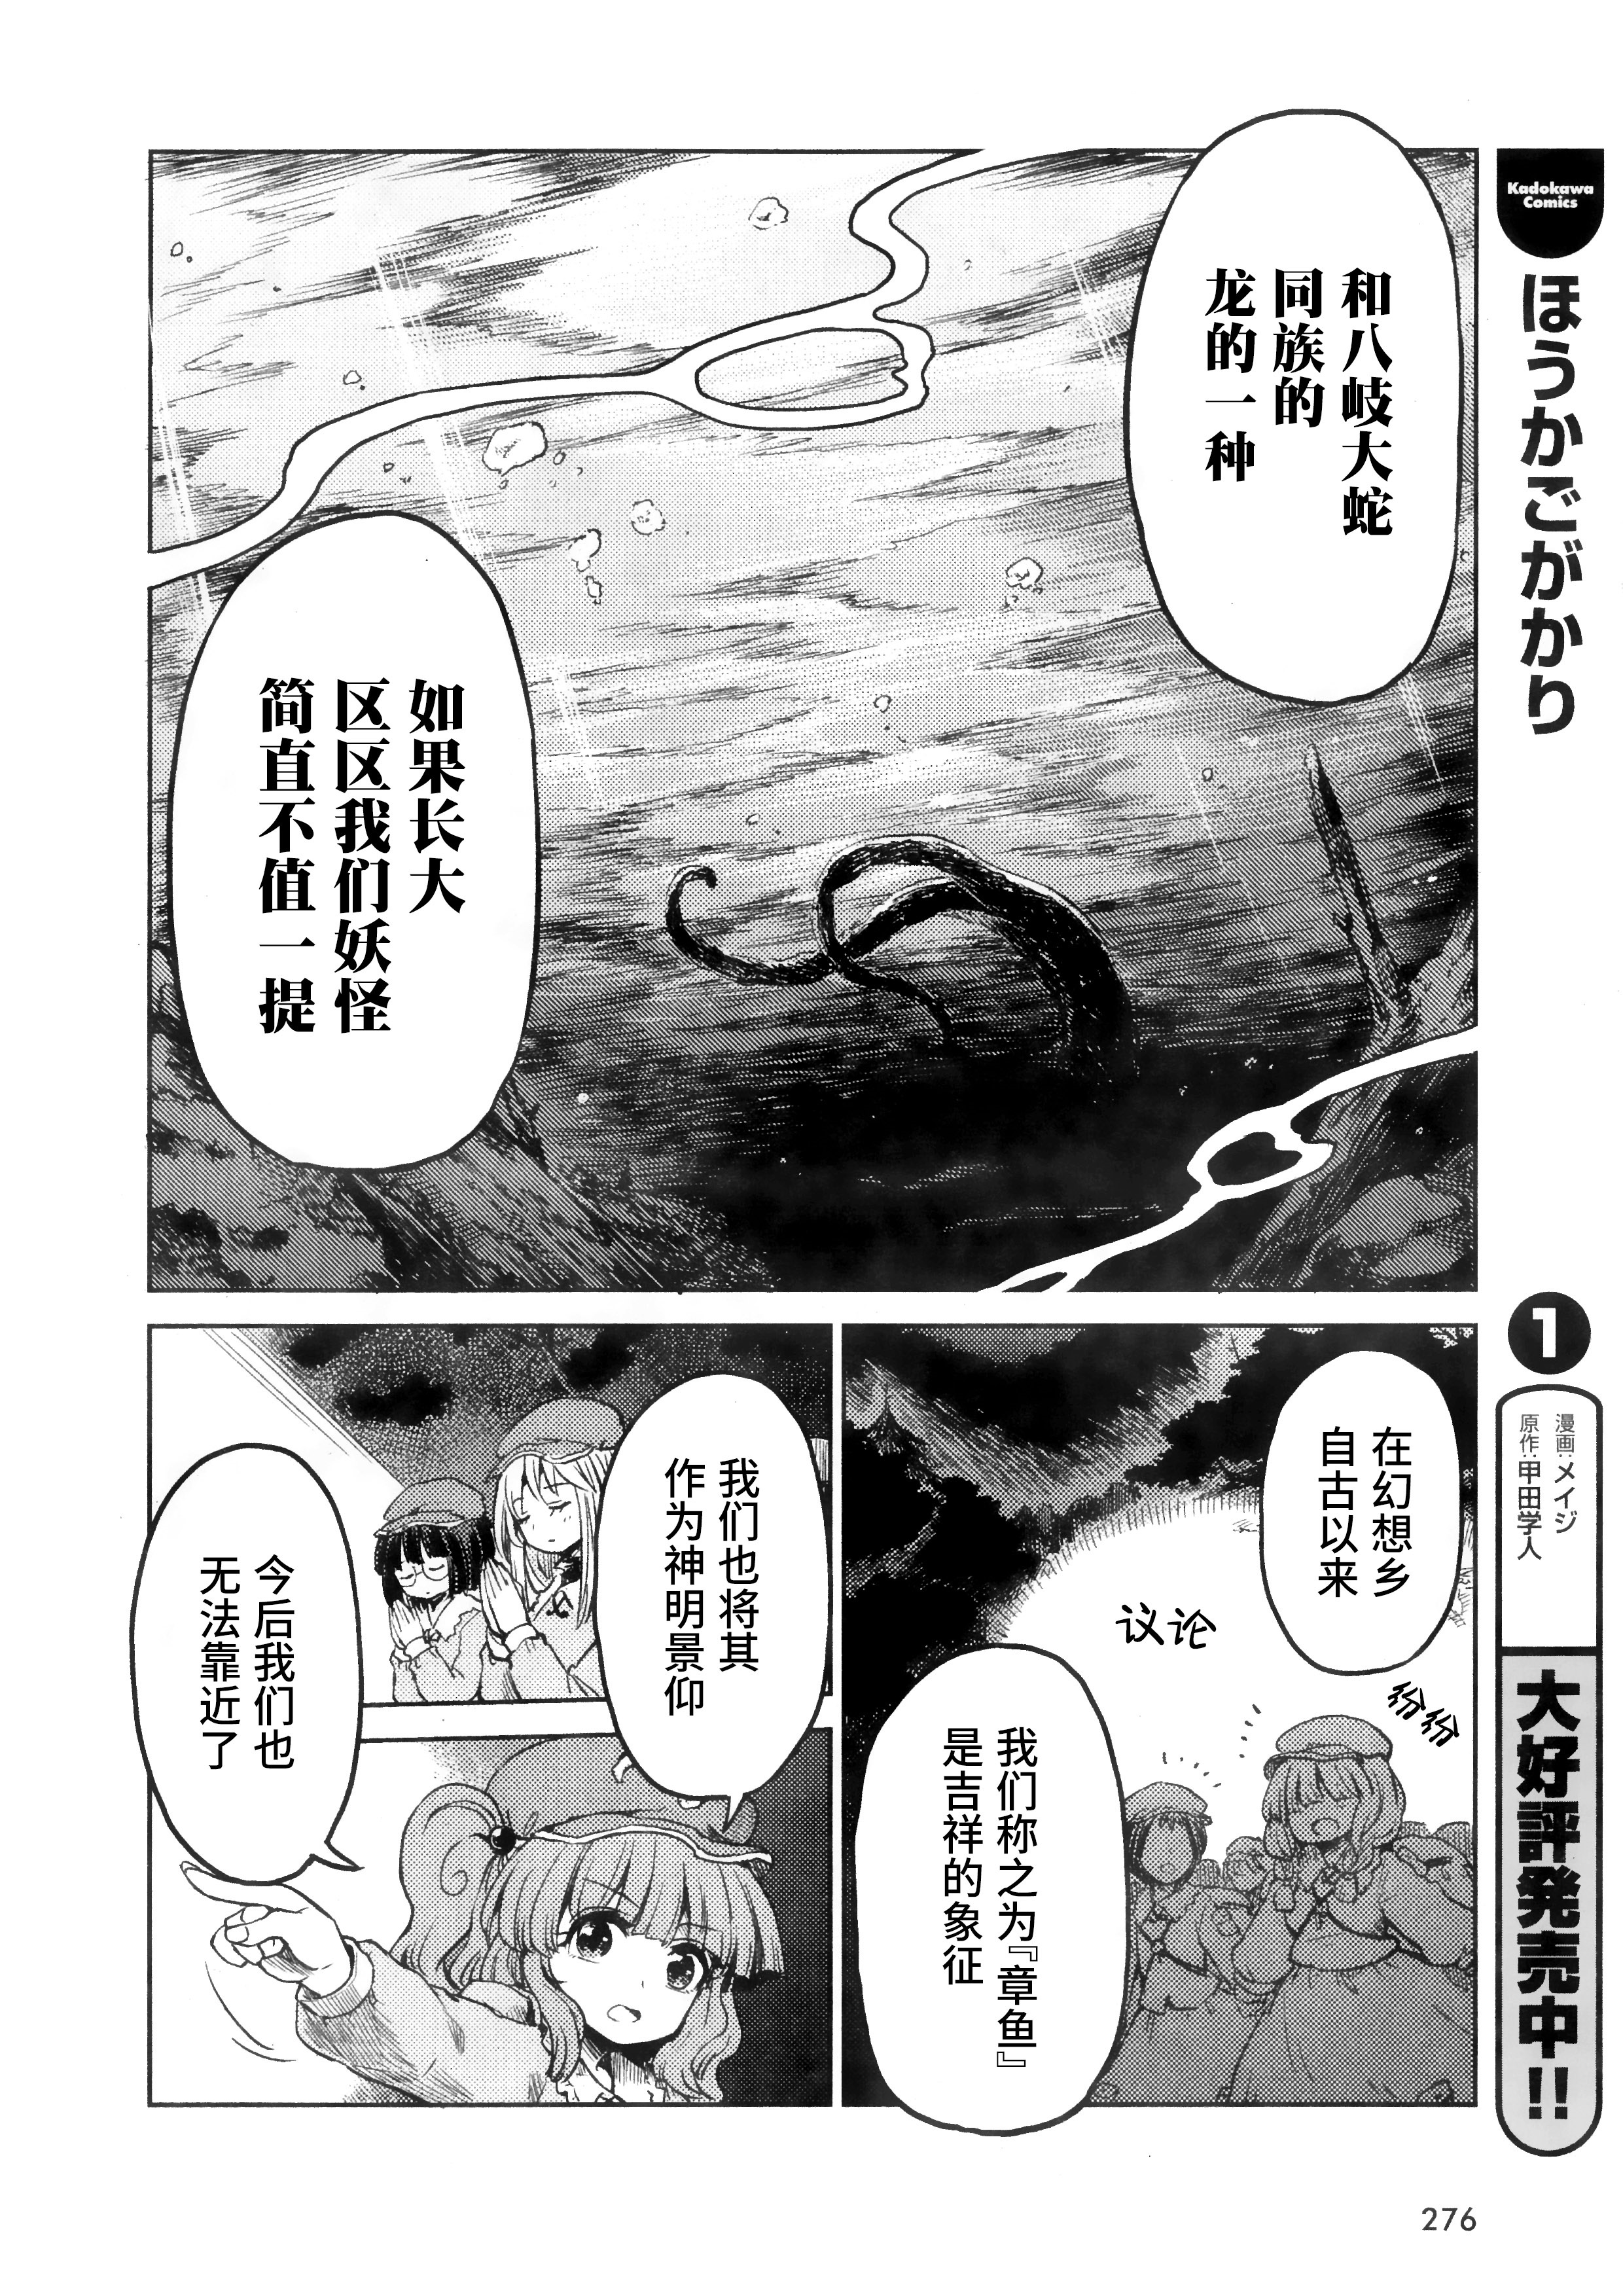 和八岐大蛇
同族的
龙的一种
如果长大
区区我们妖怪
简直不值一提
在幻想乡
自古以来
议论
纷纷
我们称之为『章鱼』
是吉祥的象征
我们也将其
作为神明景仰
今后我们也
无法靠近了
Kadokawa
Comics
ほうかごがかり
1
漫画:メイジ
原作:甲田学人
大好評発売中!!
276